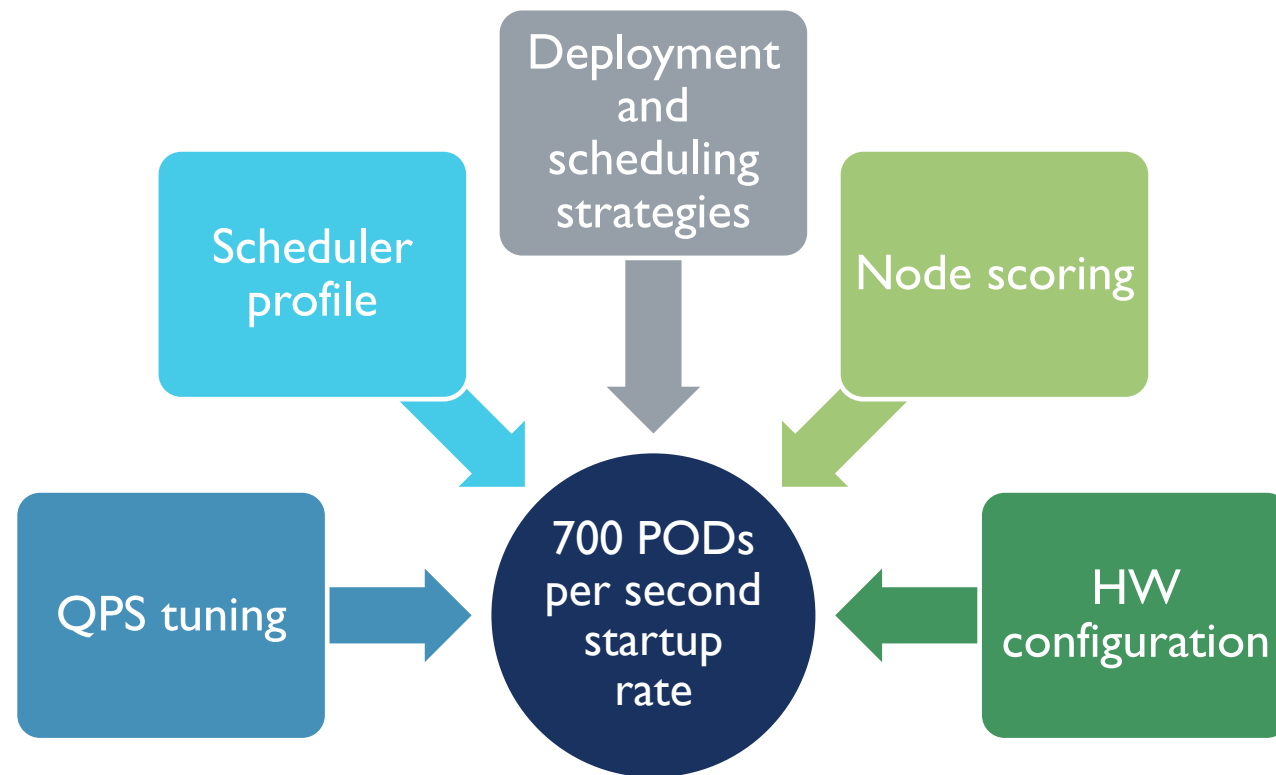 Deployment
and
scheduling
strategies
Scheduler
profile
Node scoring
QPS tuning
700 PODs
per second
startup
rate
HW
configuration